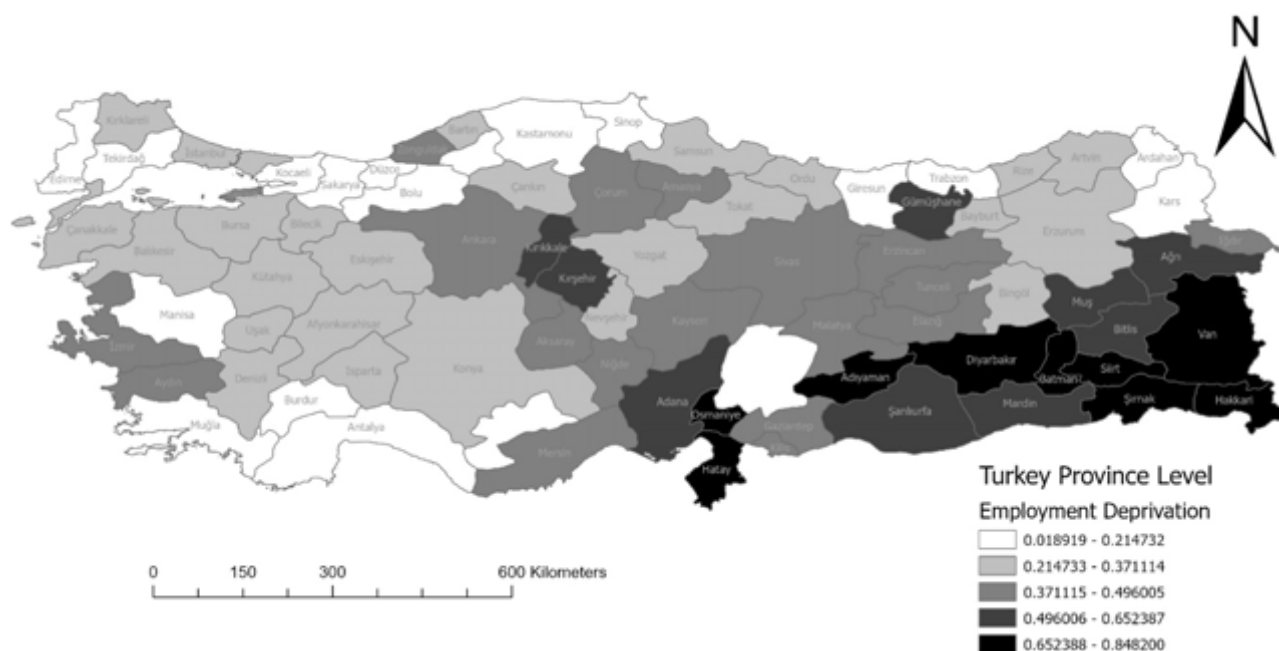 N
Kırklareli
Tekirdağ
Edirne
İstanbul
Kocaeli
Sakarya
Düzce
Bolu
Bartın
Kastamonu
Sinop
Samsun
Ordu
Giresun
Trabzon
Gümüşhane
Rize
Artvin
Ardahan
Kars
Çanakkale
Balıkesir
Bursa
Bilecik
Eskişehir
Kütahya
Ankara
Çankırı
Çorum
Amasya
Tokat
Bayburt
Erzurum
Erzincan
Ağrı
Kırıkkale
Kırşehir
Yozgat
Sivas
Tunceli
Bingöl
Muş
Bitlis
Van
Manisa
Uşak
Afyonkarahisar
Nevşehir
Kayseri
Malatya
Elazığ
İzmir
Aydın
Denizli
Isparta
Konya
Aksaray
Niğde
Diyarbakır
Batman
Siirt
Adıyaman
Şırnak
Hakkari
Muğla
Burdur
Antalya
Mersin
Adana
Osmaniye
Gaziantep
Şanlıurfa
Mardin
Hatay
Turkey Province Level
Employment Deprivation
0.018919 - 0.214732
0.214733 - 0.371114
0.371115 - 0.496005
0.496006 - 0.652387
0.652388 - 0.848200
0 150 300 600 Kilometers